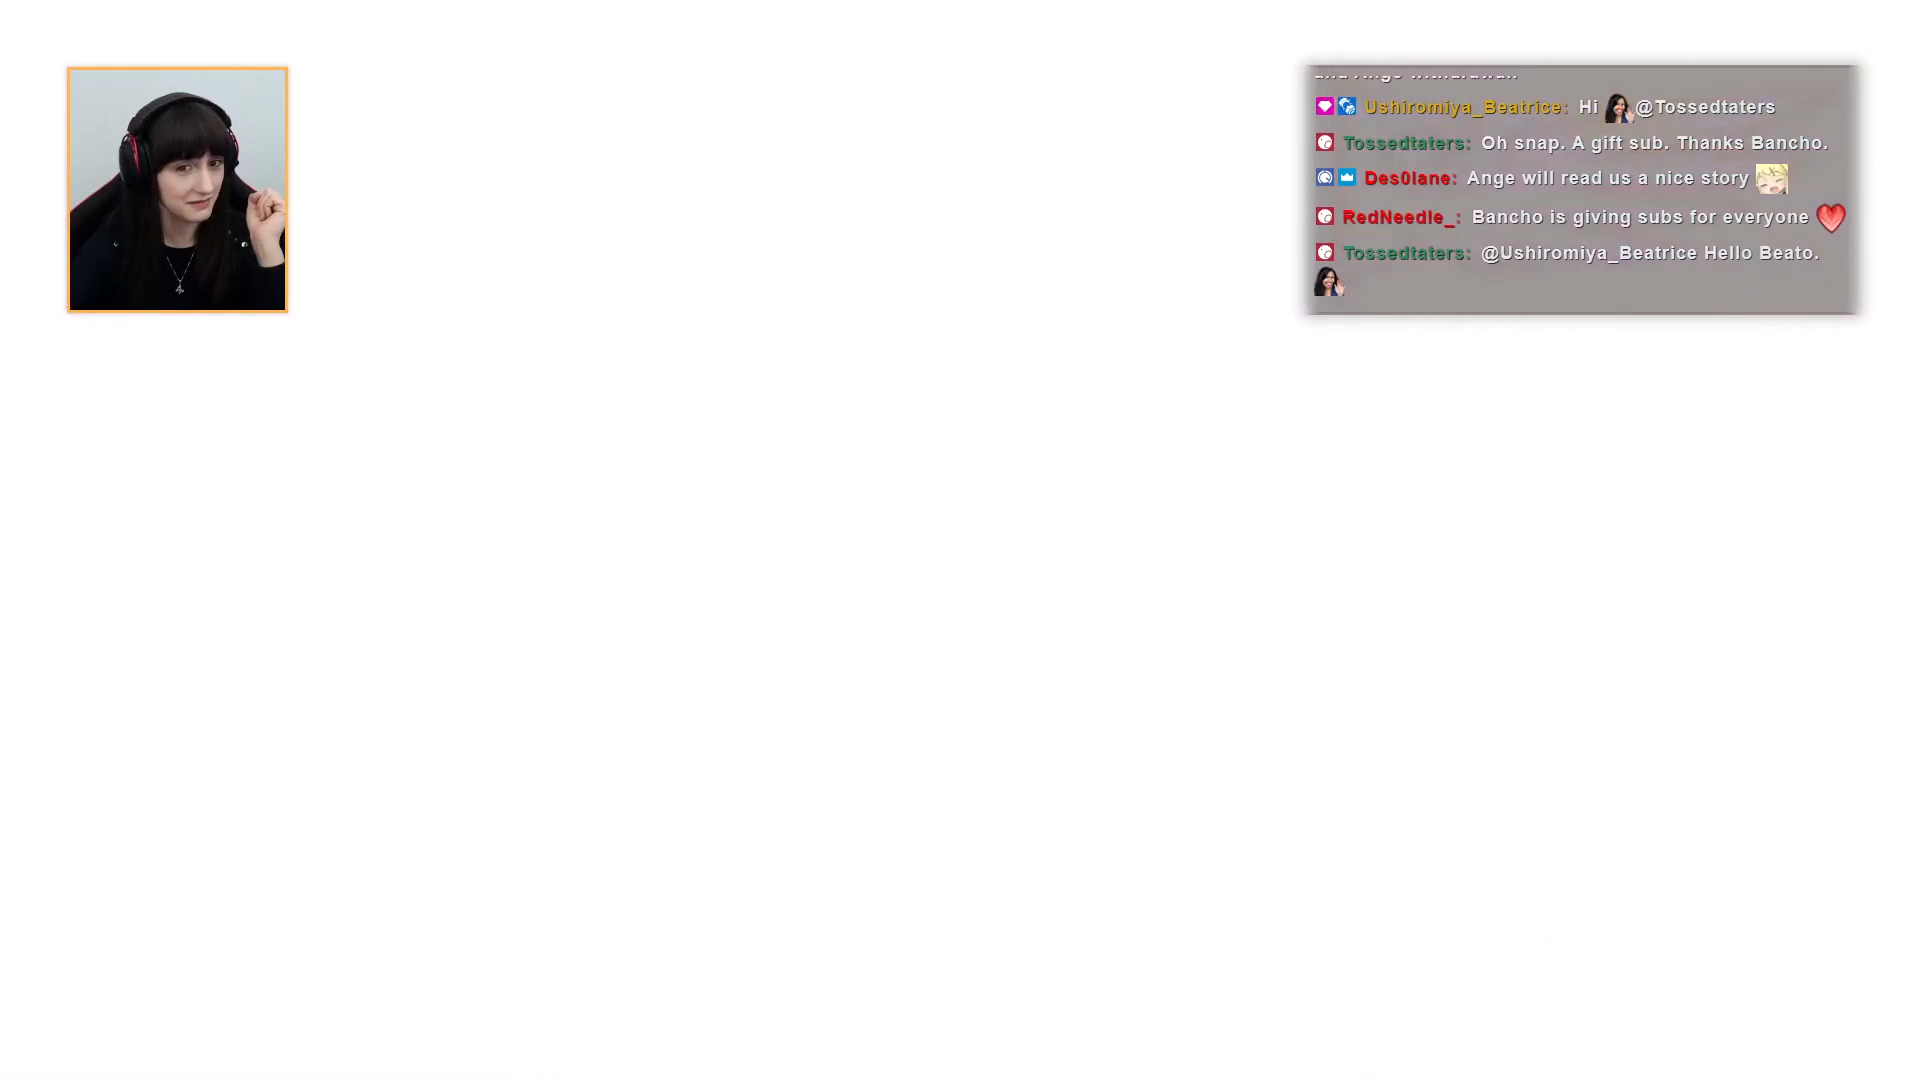 Ushiromiya_Beatrice: Hi @Tossedtaters
Tossedtaters: Oh snap. A gift sub. Thanks Bancho.
Des0lane: Ange will read us a nice story
RedNeedle_: Bancho is giving subs for everyone
Tossedtaters: @Ushiromiya_Beatrice Hello Beato.